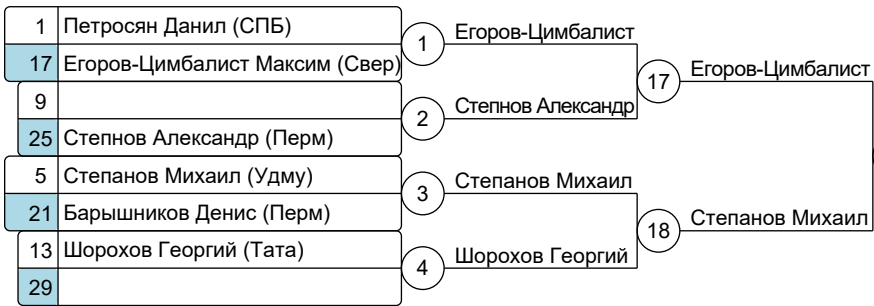 1 Петросян Данил (СПБ)
17 Егоров-Цимбалист Максим (Свер)
1 Егоров-Цимбалист
9
25 Степнов Александр (Перм)
2 Степнов Александр
17 Егоров-Цимбалист
5 Степанов Михаил (Удму)
21 Барышников Денис (Перм)
3 Степанов Михаил
13 Шорохов Георгий (Тата)
29
4 Шорохов Георгий
18 Степанов Михаил